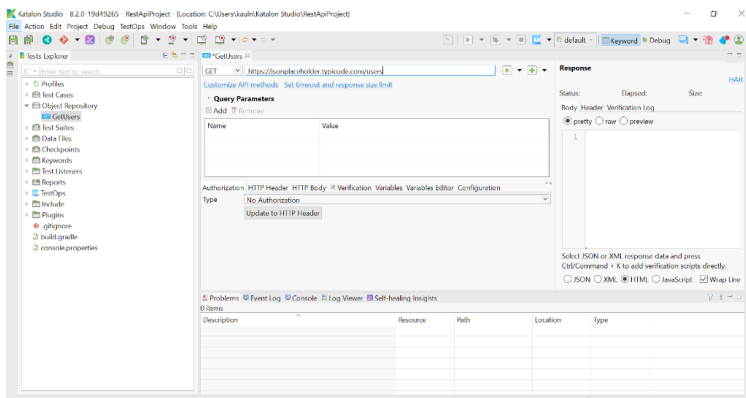 Katalon Studio - 8.2.0-19d49265 - RestApiProject - [Location: C:\Users\kauln\Katalon Studio\RestApiProject]
File Action Edit Project Debug TestOps Window Tools Help
default Keyword Debug
Tests Explorer
Enter text to search...
Profiles
Test Cases
Object Repository
GetUsers
Test Suites
Data Files
Checkpoints
Keywords
Test Listeners
Reports
TestOps
Include
Plugins
.gitignore
build.gradle
console.properties
*GetUsers
GET https://jsonplaceholder.typicode.com/users
Customize API methods Set timeout and response size limit
Query Parameters
Add Remove
Name Value
Authorization HTTP Header HTTP Body Verification Variables Variables Editor Configuration
Type No Authorization
Update to HTTP Header
Response
HAR
Status: Elapsed: Size:
Body Header Verification Log
pretty raw preview
1
Select JSON or XML response data and press
Ctrl/Command + K to add verification scripts directly.
JSON XML HTML JavaScript Wrap Line
Problems Event Log Console Log Viewer Self-healing Insights
0 items
Description Resource Path Location Type